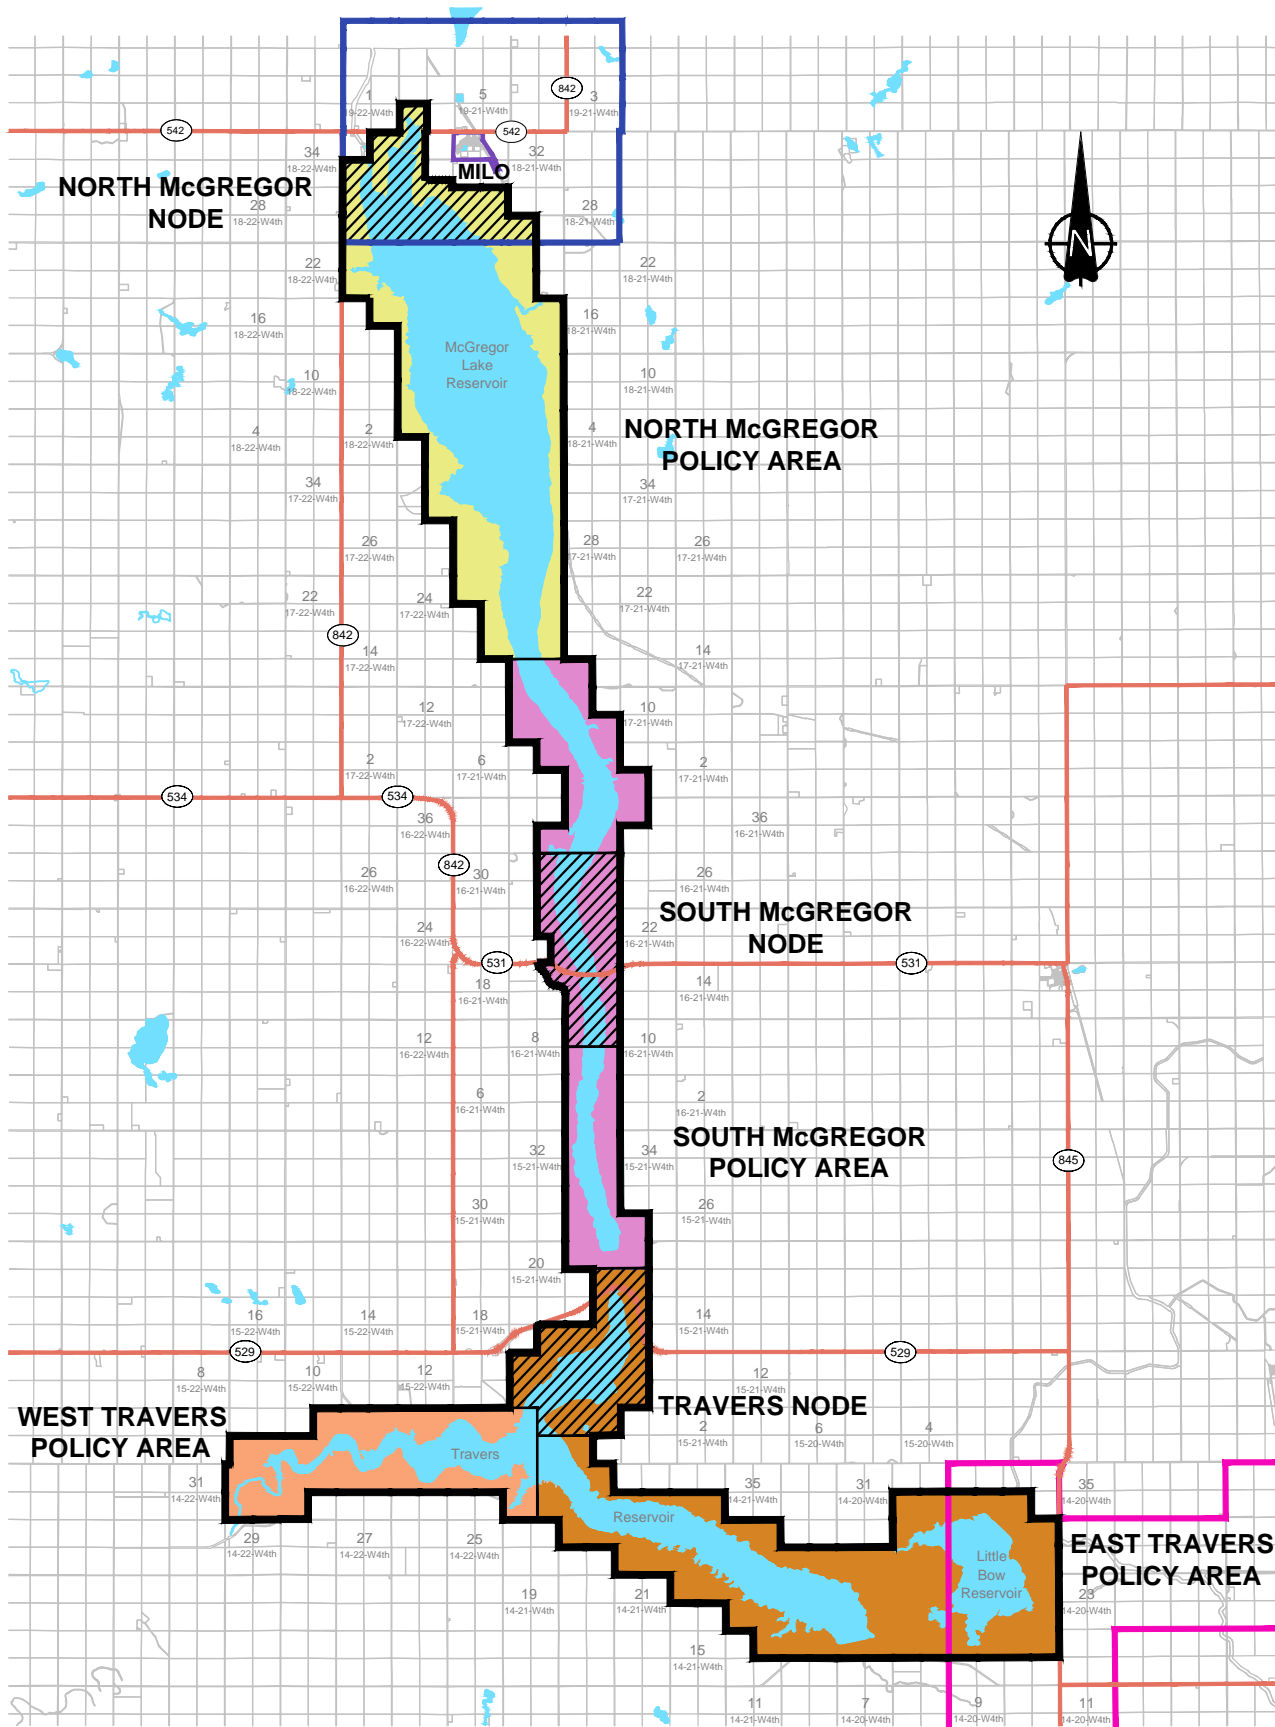 842
1
19-22-W4th
5
19-21-W4th
3
19-21-W4th
542
542
34
18-22-W4th
32
18-21-W4th
MILO
NORTH McGREGOR
NODE
28
18-22-W4th
28
18-21-W4th
N
22
18-22-W4th
22
18-21-W4th
16
18-22-W4th
16
18-21-W4th
McGregor
Lake
Reservoir
10
18-22-W4th
10
18-21-W4th
4
18-22-W4th
2
18-22-W4th
4
18-21-W4th
NORTH McGREGOR
POLICY AREA
34
17-22-W4th
34
17-21-W4th
26
17-22-W4th
28
17-21-W4th
26
17-21-W4th
22
17-22-W4th
24
17-22-W4th
22
17-21-W4th
842
14
17-22-W4th
14
17-21-W4th
12
17-22-W4th
10
17-21-W4th
2
17-22-W4th
6
17-21-W4th
2
17-21-W4th
534
534
36
16-22-W4th
36
16-21-W4th
842
26
16-22-W4th
30
16-21-W4th
26
16-21-W4th
SOUTH McGREGOR
NODE
24
16-22-W4th
22
16-21-W4th
531
531
18
16-21-W4th
14
16-21-W4th
12
16-22-W4th
8
16-21-W4th
10
16-21-W4th
6
16-21-W4th
2
16-21-W4th
SOUTH McGREGOR
POLICY AREA
32
15-21-W4th
34
15-21-W4th
845
30
15-21-W4th
26
15-21-W4th
20
15-21-W4th
16
15-22-W4th
14
15-22-W4th
18
15-21-W4th
14
15-21-W4th
529
529
8
15-22-W4th
10
15-22-W4th
12
15-22-W4th
12
15-21-W4th
TRAVERS NODE
WEST TRAVERS
POLICY AREA
2
15-21-W4th
6
15-20-W4th
4
15-20-W4th
Travers
31
14-22-W4th
35
14-21-W4th
31
14-20-W4th
35
14-20-W4th
Reservoir
29
14-22-W4th
27
14-22-W4th
25
14-22-W4th
EAST TRAVERS
POLICY AREA
Little
Bow
Reservoir
19
14-21-W4th
21
14-21-W4th
23
14-20-W4th
15
14-21-W4th
11
14-21-W4th
7
14-20-W4th
9
14-20-W4th
11
14-20-W4th